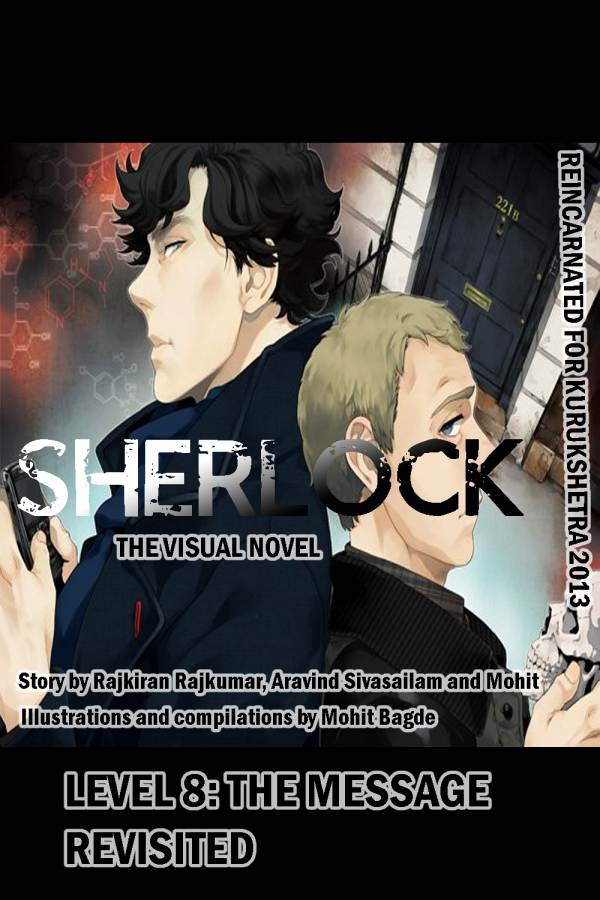 221B
REINCARNATED FOR KURUKSHETRA 2013
SHERLOCK
THE VISUAL NOVEL
Story by Rajkiran Rajkumar, Aravind Sivasailam and Mohit
Illustrations and compilations by Mohit Bagde
LEVEL 8: THE MESSAGE
REVISITED